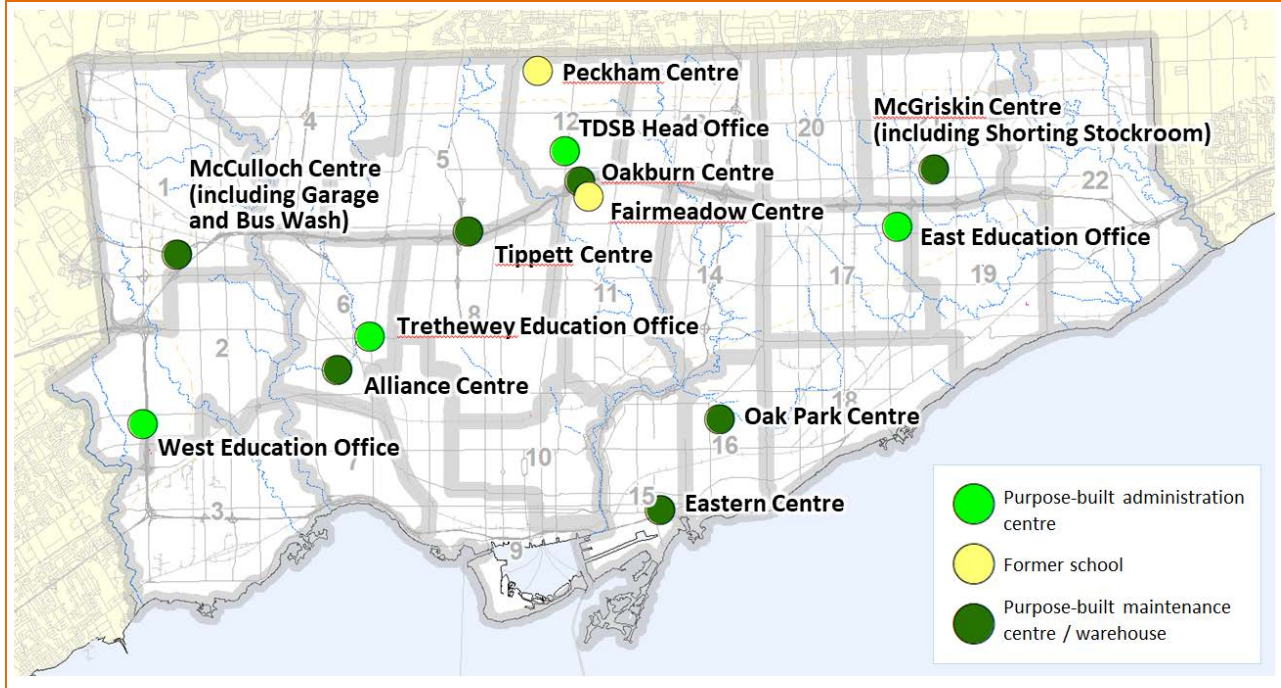 Peckham Centre
McGriskin Centre
(including Shorting Stockroom)
4
12
13
20
21
TDSB Head Office
5
McCulloch Centre
(including Garage
and Bus Wash)
1
Oakburn Centre
22
Fairmeadow Centre
East Education Office
Tippett Centre
14
17
19
11
6
8
Trethewey Education Office
2
Alliance Centre
18
Oak Park Centre
16
West Education Office
7
10
15
Eastern Centre
3
9
Purpose-built administration
centre
Former school
Purpose-built maintenance
centre / warehouse